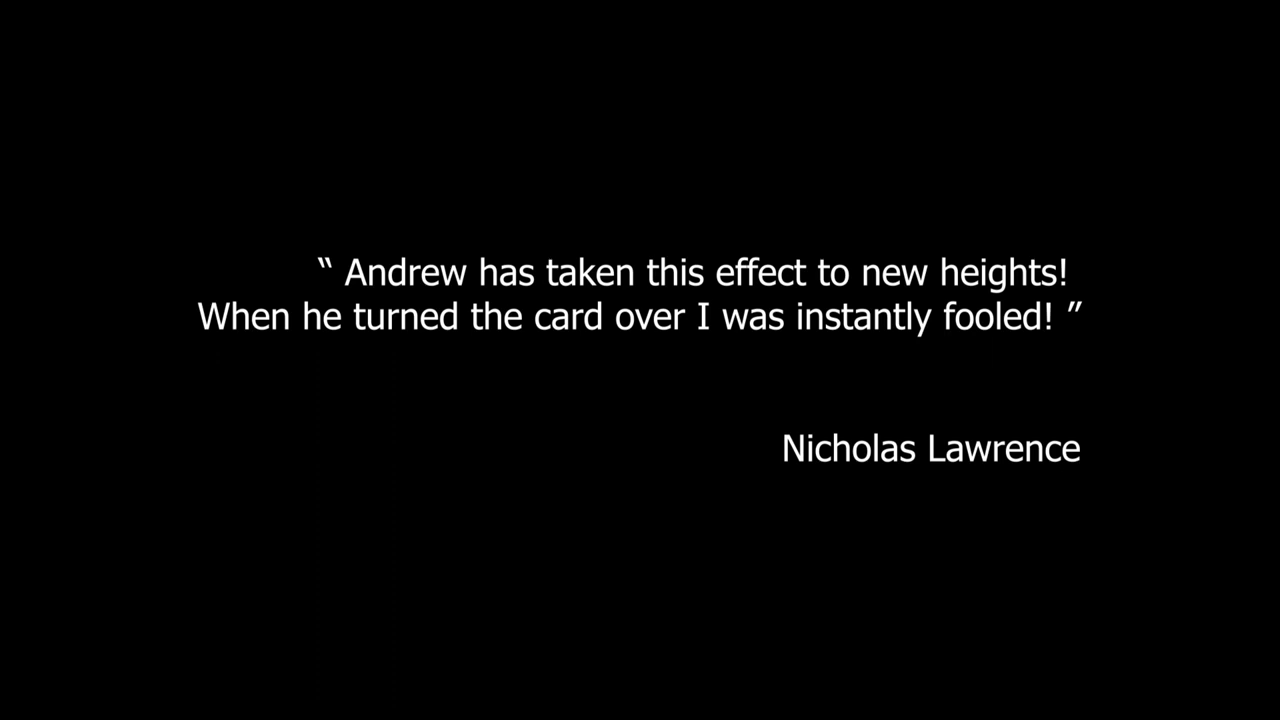 “ Andrew has taken this effect to new heights!
When he turned the card over I was instantly fooled! ”
Nicholas Lawrence